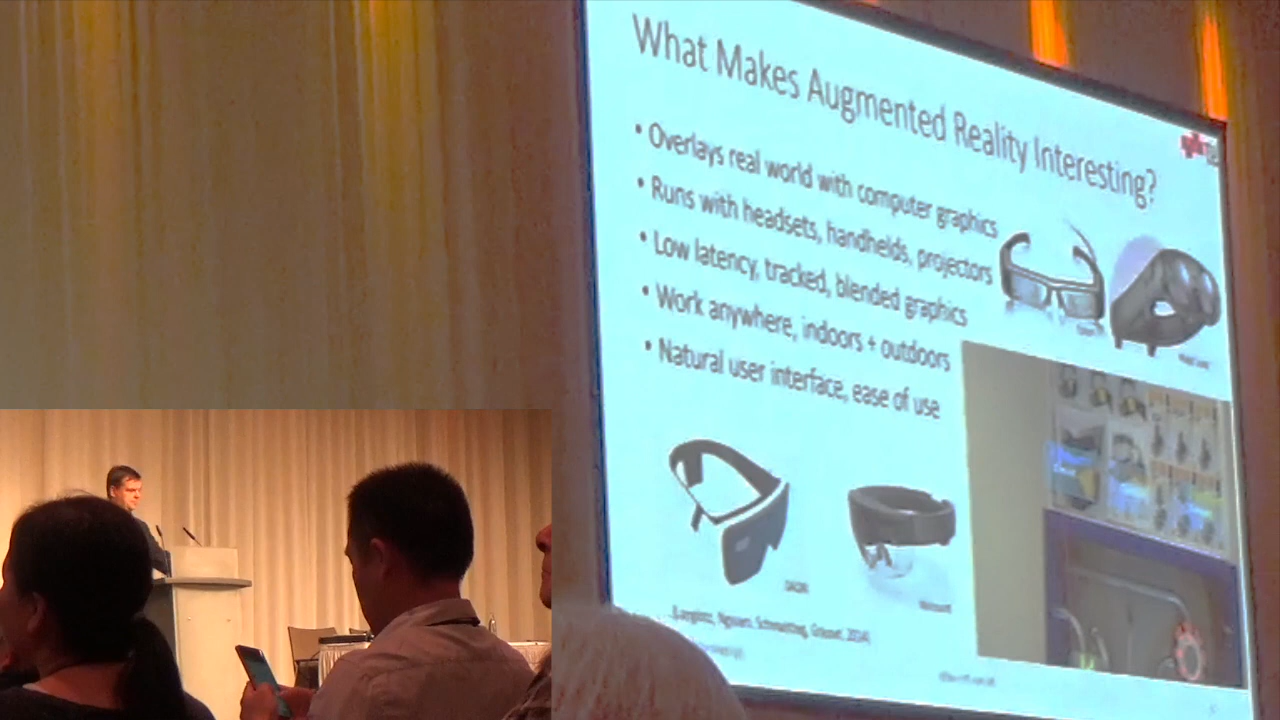 What Makes Augmented Reality Interesting?
• Overlays real world with computer graphics
• Runs with headsets, handhelds, projectors
• Low latency, tracked, blended graphics
• Work anywhere, indoors + outdoors
• Natural user interface, ease of use
2014)